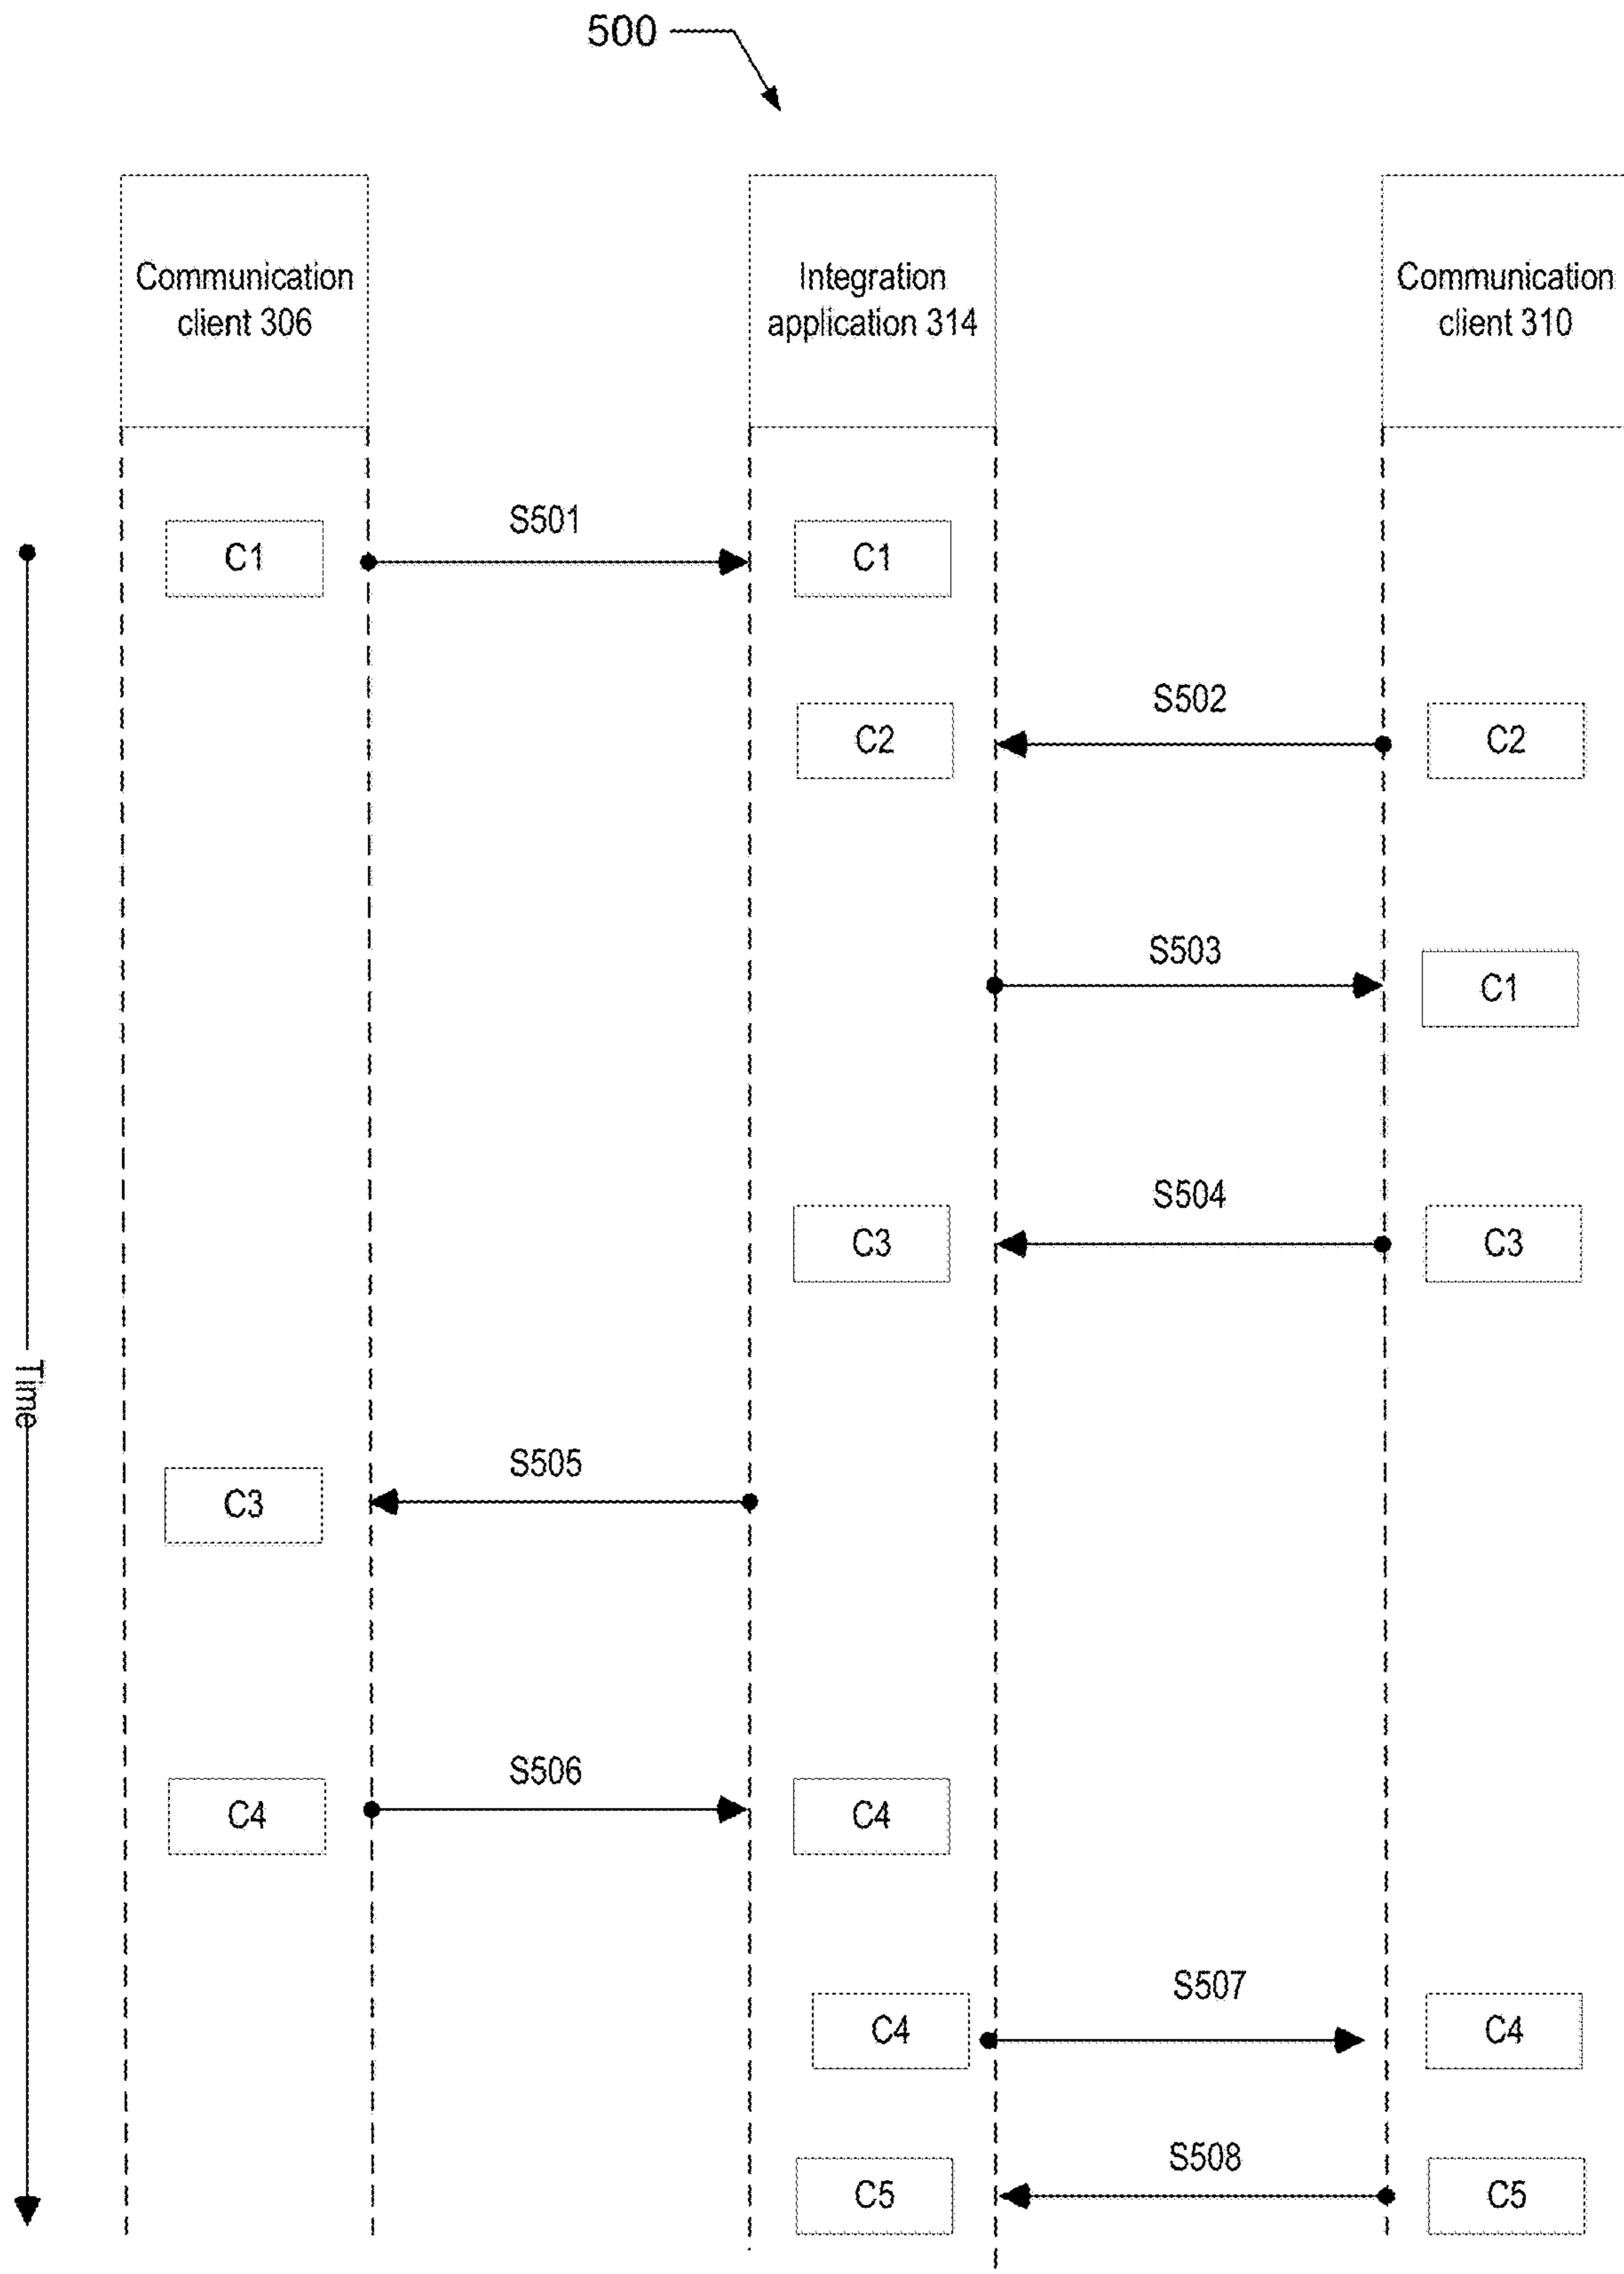 500
Communication
client 306
Integration
application 314
Communication
client 310
C1
S501
C1
C2
S502
C2
S503
C1
C3
S504
C3
Time
C3
S505
C4
S506
C4
C4
S507
C4
C5
S508
C5